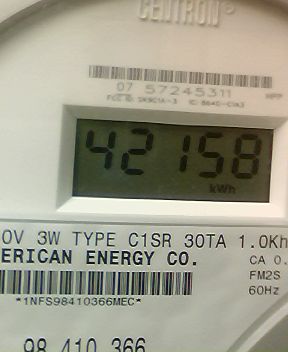 CENTRON®
07 57245311
42158
kWh
0V 3W TYPE C1SR 30TA 1.0Kh
ERICAN ENERGY CO.
CA 0.
FM2S
60Hz
*1NFS98410366MEC*
98 410 366